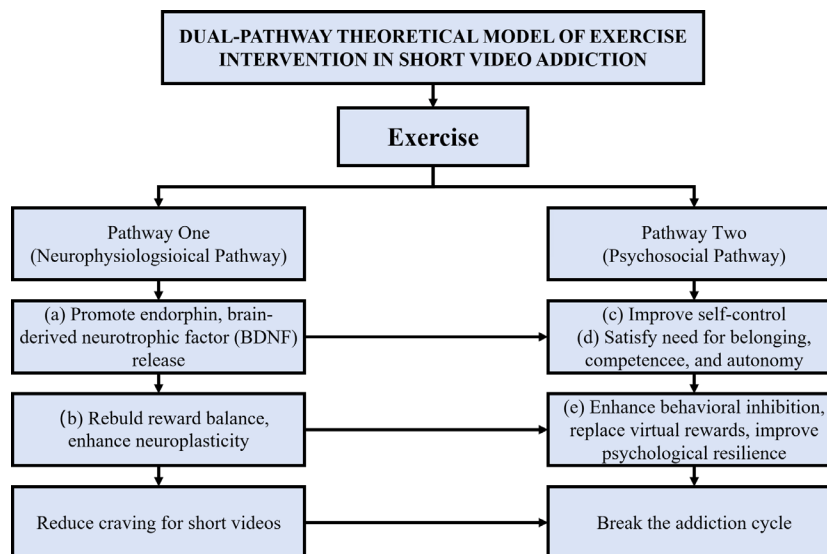 DUAL-PATHWAY THEORETICAL MODEL OF EXERCISE
INTERVENTION IN SHORT VIDEO ADDICTION
Exercise
Pathway One
(Neurophysiologsioical Pathway)
Pathway Two
(Psychosocial Pathway)
(a) Promote endorphin, brain-
derived neurotrophic factor (BDNF)
release
(c) Improve self-control
(d) Satisfy need for belonging,
competencee, and autonomy
(b) Rebuld reward balance,
enhance neuroplasticity
(e) Enhance behavioral inhibition,
replace virtual rewards, improve
psychological resilience
Reduce craving for short videos
Break the addiction cycle